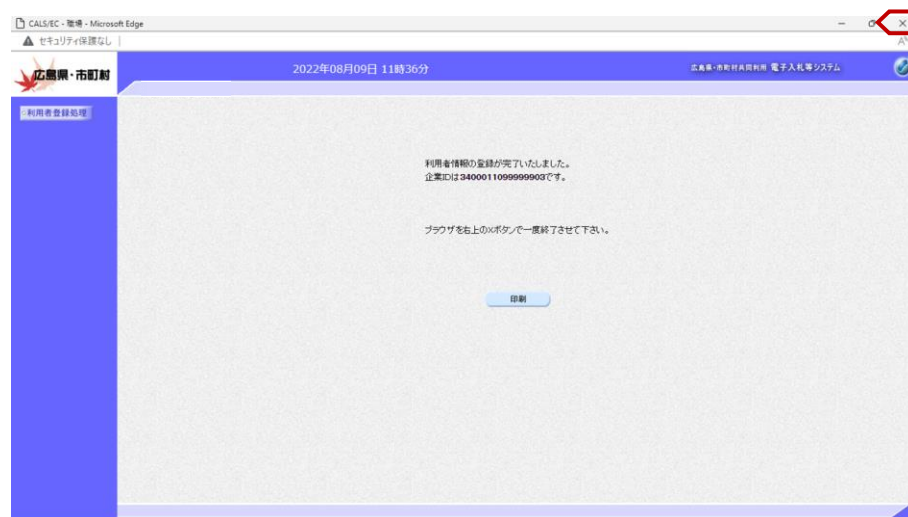 CALS/EC - 職場 - Microsoft Edge
セキュリティ保護なし
広島県・市町村
2022年08月09日 11時36分
広島県・市町村共同利用 電子入札等システム
利用者登録処理
利用者情報の登録が完了いたしました。
企業IDは3400011099999903です。
ブラウザを右上の×ボタンで一度終了させて下さい。
印刷